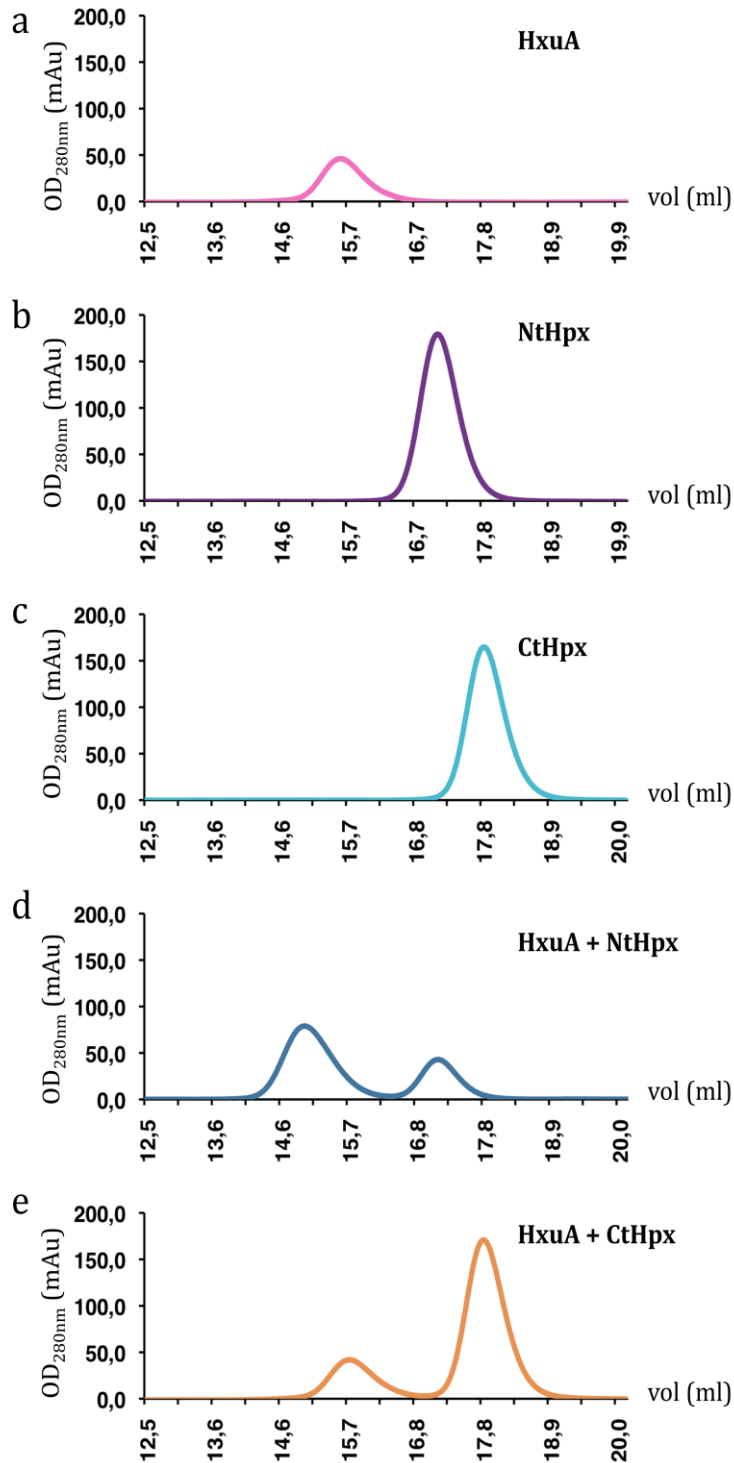 a
HxuA
OD280nm (mAu)
200,0
150,0
100,0
50,0
0,0
vol (ml)
12,5 13,6 14,6 15,7 16,7 17,8 18,9 19,9
b
NtHpx
OD280nm (mAu)
200,0
150,0
100,0
50,0
0,0
vol (ml)
12,5 13,6 14,6 15,7 16,7 17,8 18,9 19,9
c
CtHpx
OD280nm (mAu)
200,0
150,0
100,0
50,0
0,0
vol (ml)
12,5 13,6 14,6 15,7 16,8 17,8 18,9 20,0
d
HxuA + NtHpx
OD280nm (mAu)
200,0
150,0
100,0
50,0
0,0
vol (ml)
12,5 13,6 14,6 15,7 16,8 17,8 18,9 20,0
e
HxuA + CtHpx
OD280nm (mAu)
200,0
150,0
100,0
50,0
0,0
vol (ml)
12,5 13,6 14,6 15,7 16,8 17,8 18,9 20,0